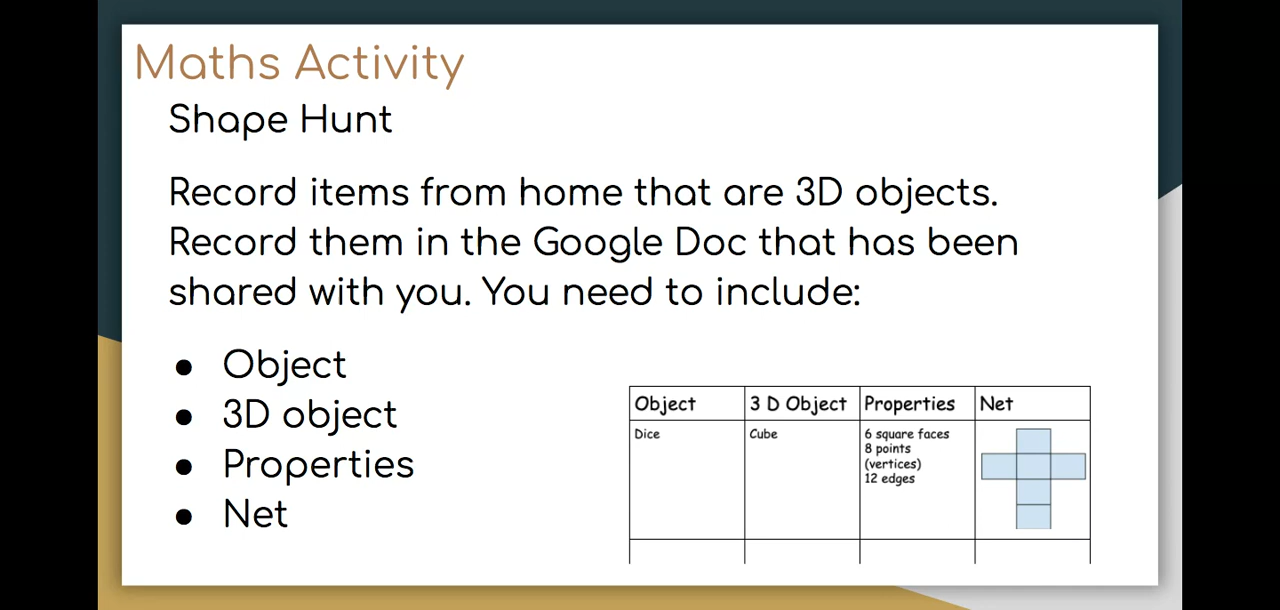 Maths Activity
Shape Hunt
Record items from home that are 3D objects.
Record them in the Google Doc that has been
shared with you. You need to include:
● Object
● 3D object
● Properties
● Net
Object 3 D Object Properties Net
Dice Cube 6 square faces
8 points
(vertices)
12 edges